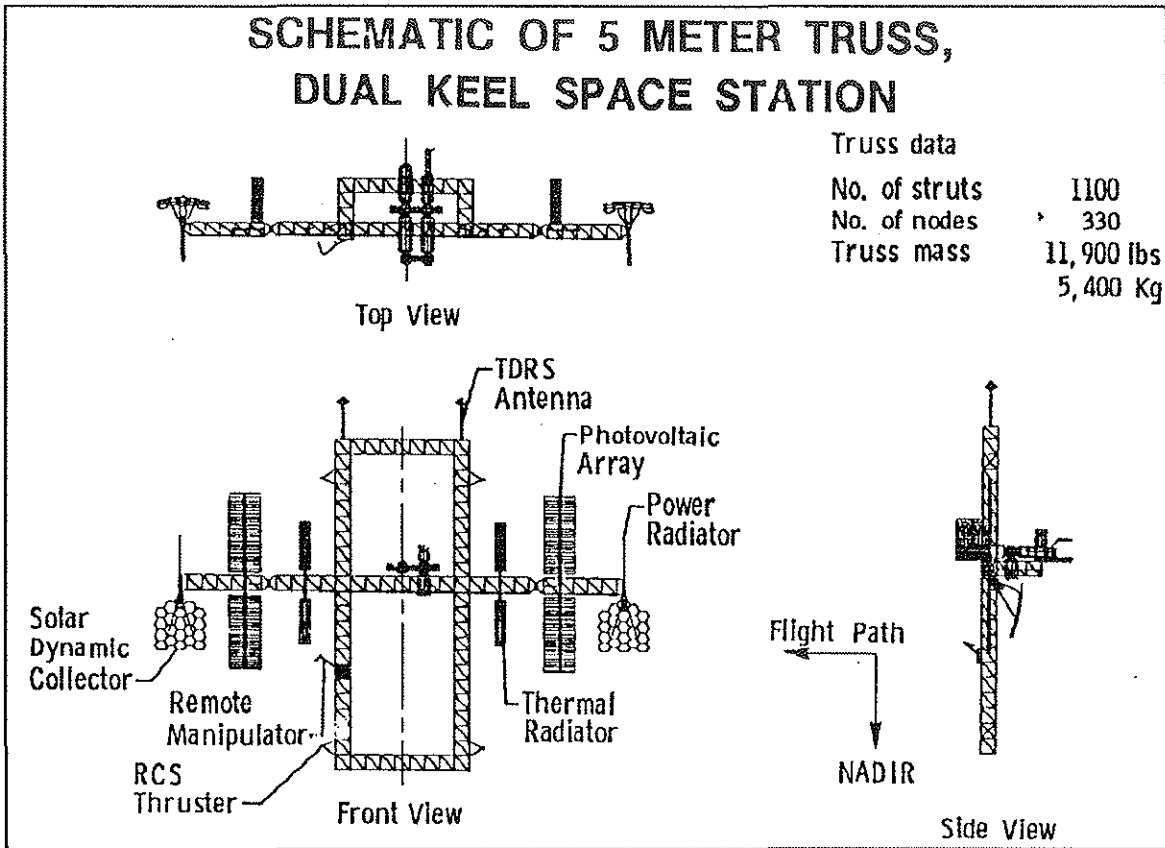 SCHEMATIC OF 5 METER TRUSS,
DUAL KEEL SPACE STATION
Truss data
No. of struts 1100
No. of nodes 330
Truss mass 11,900 lbs
5,400 Kg
Top View
TDRS
Antenna
Photovoltaic
Array
Power
Radiator
Solar
Dynamic
Collector
Remote
Manipulator
RCS
Thruster
Thermal
Radiator
Front View
Flight Path
NADIR
Side View